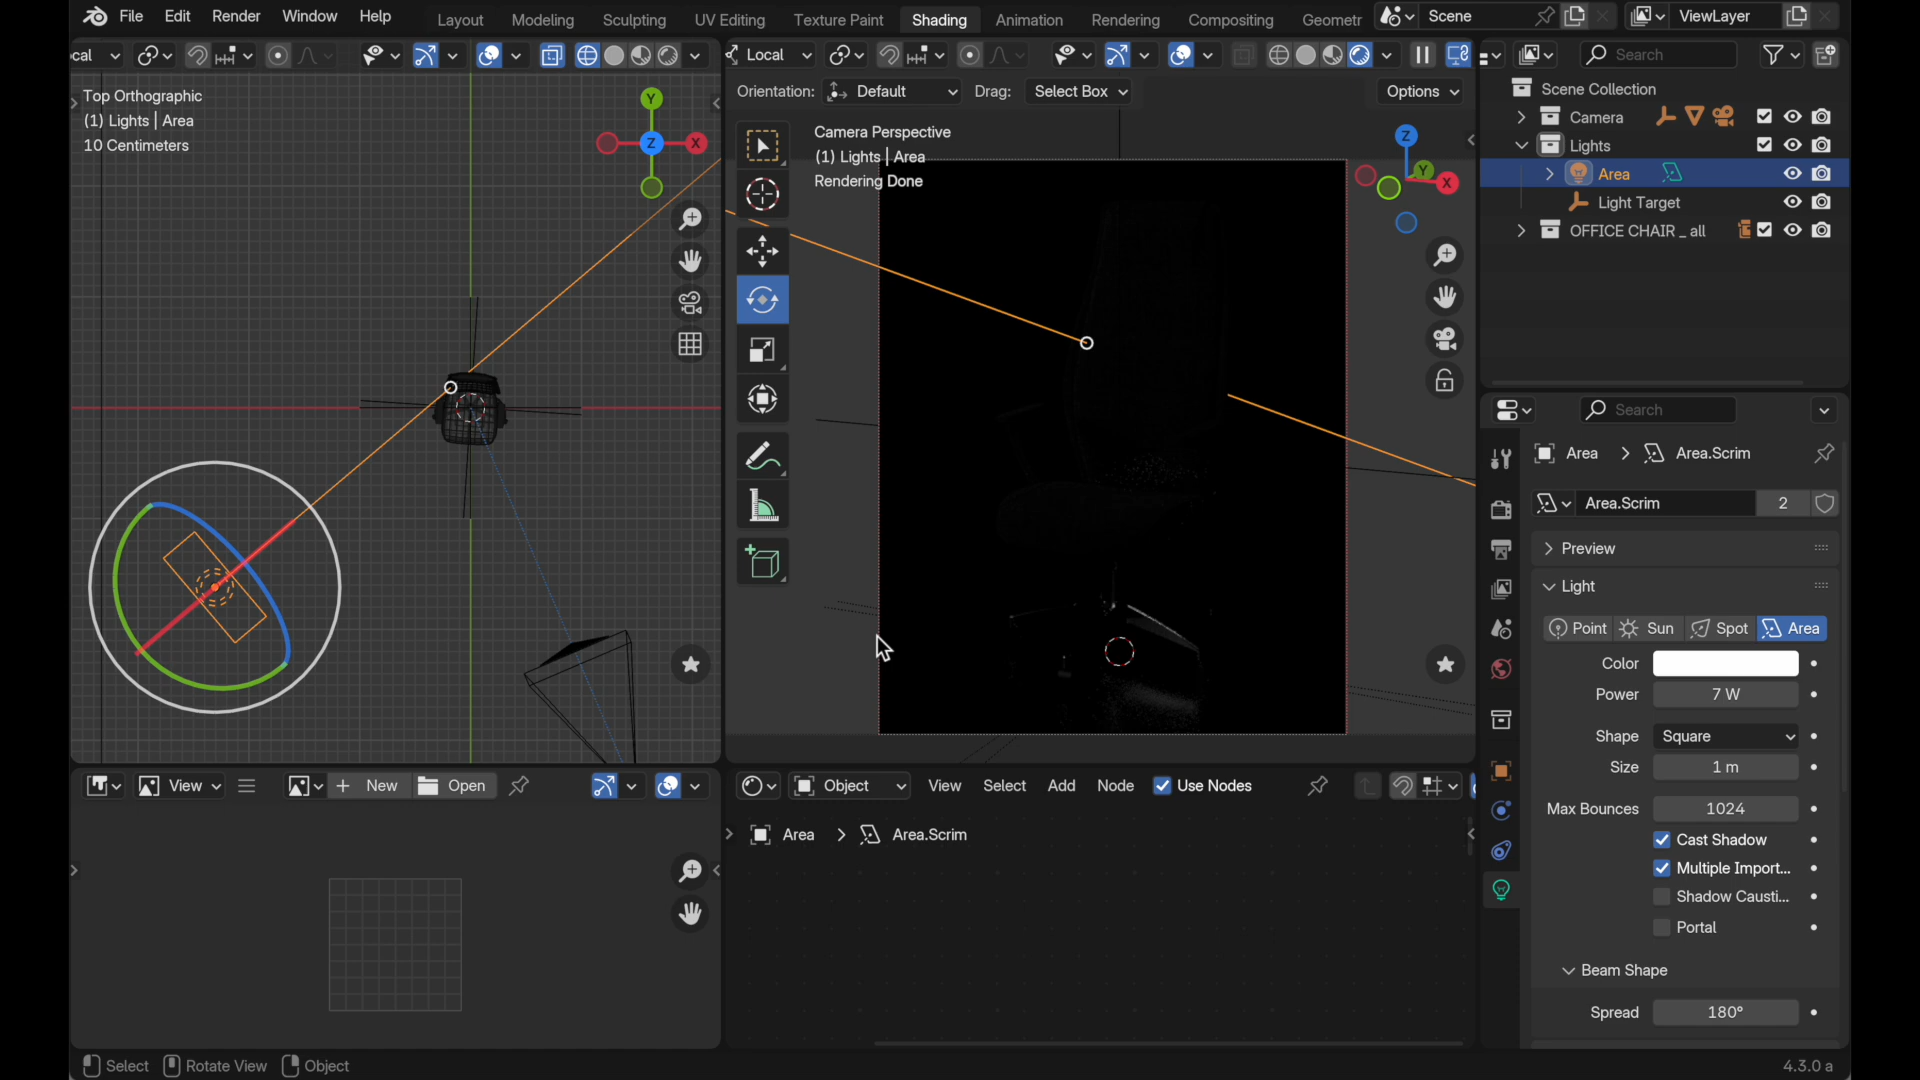 File Edit Render Window Help
Layout Modeling Sculpting UV Editing Texture Paint Shading Animation Rendering Compositing Geometr
Scene
ViewLayer
cal
Local
Search
Orientation: Default Drag: Select Box Options
Top Orthographic
(1) Lights | Area
10 Centimeters
Y
Z
X
Camera Perspective
(1) Lights | Area
Rendering Done
Z
Y
X
Scene Collection
Camera
Lights
Area
Light Target
OFFICE CHAIR _ all
Search
Area Area.Scrim
Area.Scrim 2
Preview
Light
Point Sun Spot Area
Color
Power 7 W
Shape Square
Size 1 m
Max Bounces 1024
Cast Shadow
Multiple Import...
Shadow Causti...
Portal
Beam Shape
Spread 180°
View New Open
Object View Select Add Node Use Nodes
Area Area.Scrim
Select Rotate View Object
4.3.0 a